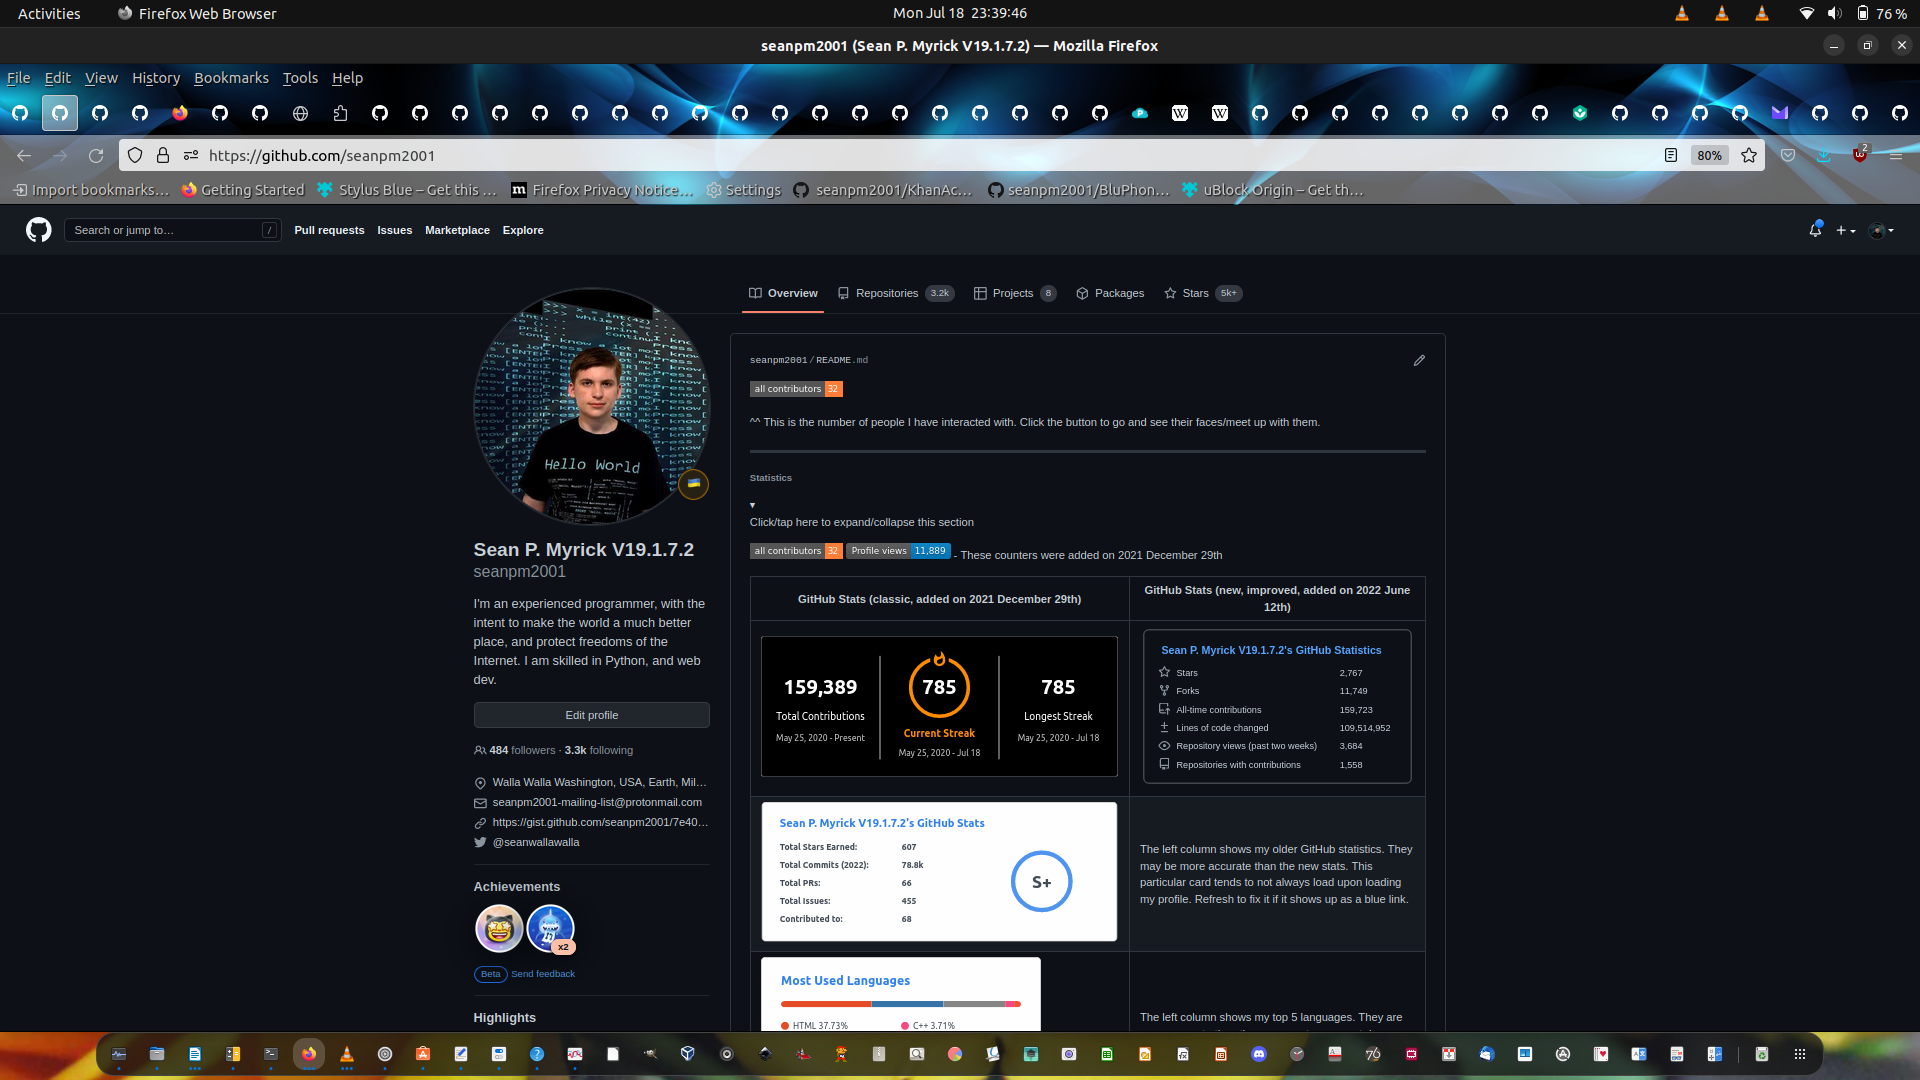 Activities
Firefox Web Browser
Mon Jul 18 23:39:46
76 %
seanpm2001 (Sean P. Myrick V19.1.7.2) — Mozilla Firefox
File Edit View History Bookmarks Tools Help
https://github.com/seanpm2001
80%
2
Import bookmarks…
Getting Started
Stylus Blue – Get this …
Firefox Privacy Notice…
Settings
seanpm2001/KhanAc…
seanpm2001/BluPhon…
uBlock Origin – Get th…
Search or jump to…
/
Pull requests
Issues
Marketplace
Explore
Overview
Repositories 3.2k
Projects 8
Packages
Stars 5k+
Hello World
Sean P. Myrick V19.1.7.2
seanpm2001
I'm an experienced programmer, with the
intent to make the world a much better
place, and protect freedoms of the
Internet. I am skilled in Python, and web
dev.
Edit profile
484 followers · 3.3k following
Walla Walla Washington, USA, Earth, Mil…
seanpm2001-mailing-list@protonmail.com
https://gist.github.com/seanpm2001/7e40…
@seanwallawalla
Achievements
x2
Beta Send feedback
Highlights
seanpm2001/README.md
all contributors 32
^^ This is the number of people I have interacted with. Click the button to go and see their faces/meet up with them.
Statistics
▾
Click/tap here to expand/collapse this section
all contributors 32 Profile views 11,889 - These counters were added on 2021 December 29th
GitHub Stats (classic, added on 2021 December 29th)
GitHub Stats (new, improved, added on 2022 June
12th)
159,389
Total Contributions
May 25, 2020 - Present
785
Current Streak
May 25, 2020 - Jul 18
785
Longest Streak
May 25, 2020 - Jul 18
Sean P. Myrick V19.1.7.2's GitHub Statistics
Stars 2,767
Forks 11,749
All-time contributions 159,723
Lines of code changed 109,514,952
Repository views (past two weeks) 3,684
Repositories with contributions 1,558
Sean P. Myrick V19.1.7.2's GitHub Stats
Total Stars Earned: 607
Total Commits (2022): 78.8k
Total PRs: 66
Total Issues: 455
Contributed to: 68
S+
The left column shows my older GitHub statistics. They
may be more accurate than the new stats. This
particular card tends to not always load upon loading
my profile. Refresh to fix it if it shows up as a blue link.
Most Used Languages
HTML 37.73%
C++ 3.71%
The left column shows my top 5 languages. They are